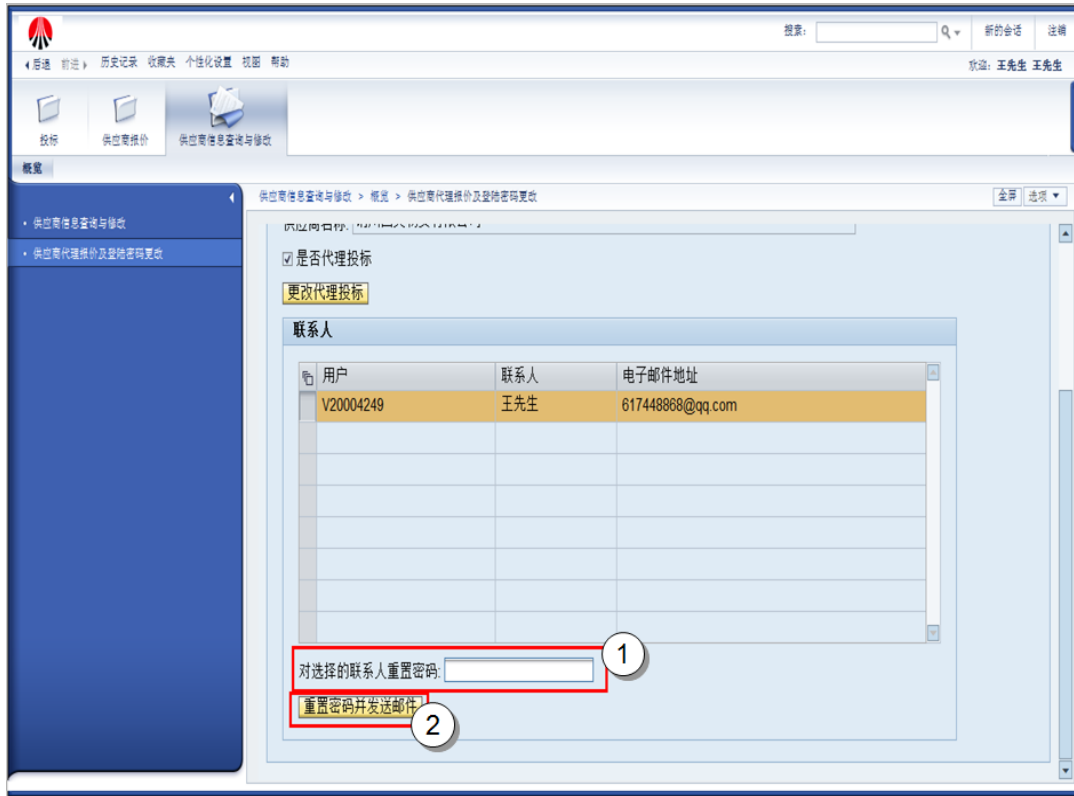 搜索: 新的会话 注销
后退 前进 历史记录 收藏夹 个性化设置 视图 帮助 欢迎: 王先生 王先生
投标 供应商报价 供应商信息查询与修改
概览
供应商信息查询与修改 > 概览 > 供应商代理报价及登陆密码更改 全屏 选项
• 供应商信息查询与修改
• 供应商代理报价及登陆密码更改
供应商名称:
是否代理投标
更改代理投标
联系人
用户 联系人 电子邮件地址
V20004249 王先生 617448868@qq.com
对选择的联系人重置密码: 1
重置密码并发送邮件 2